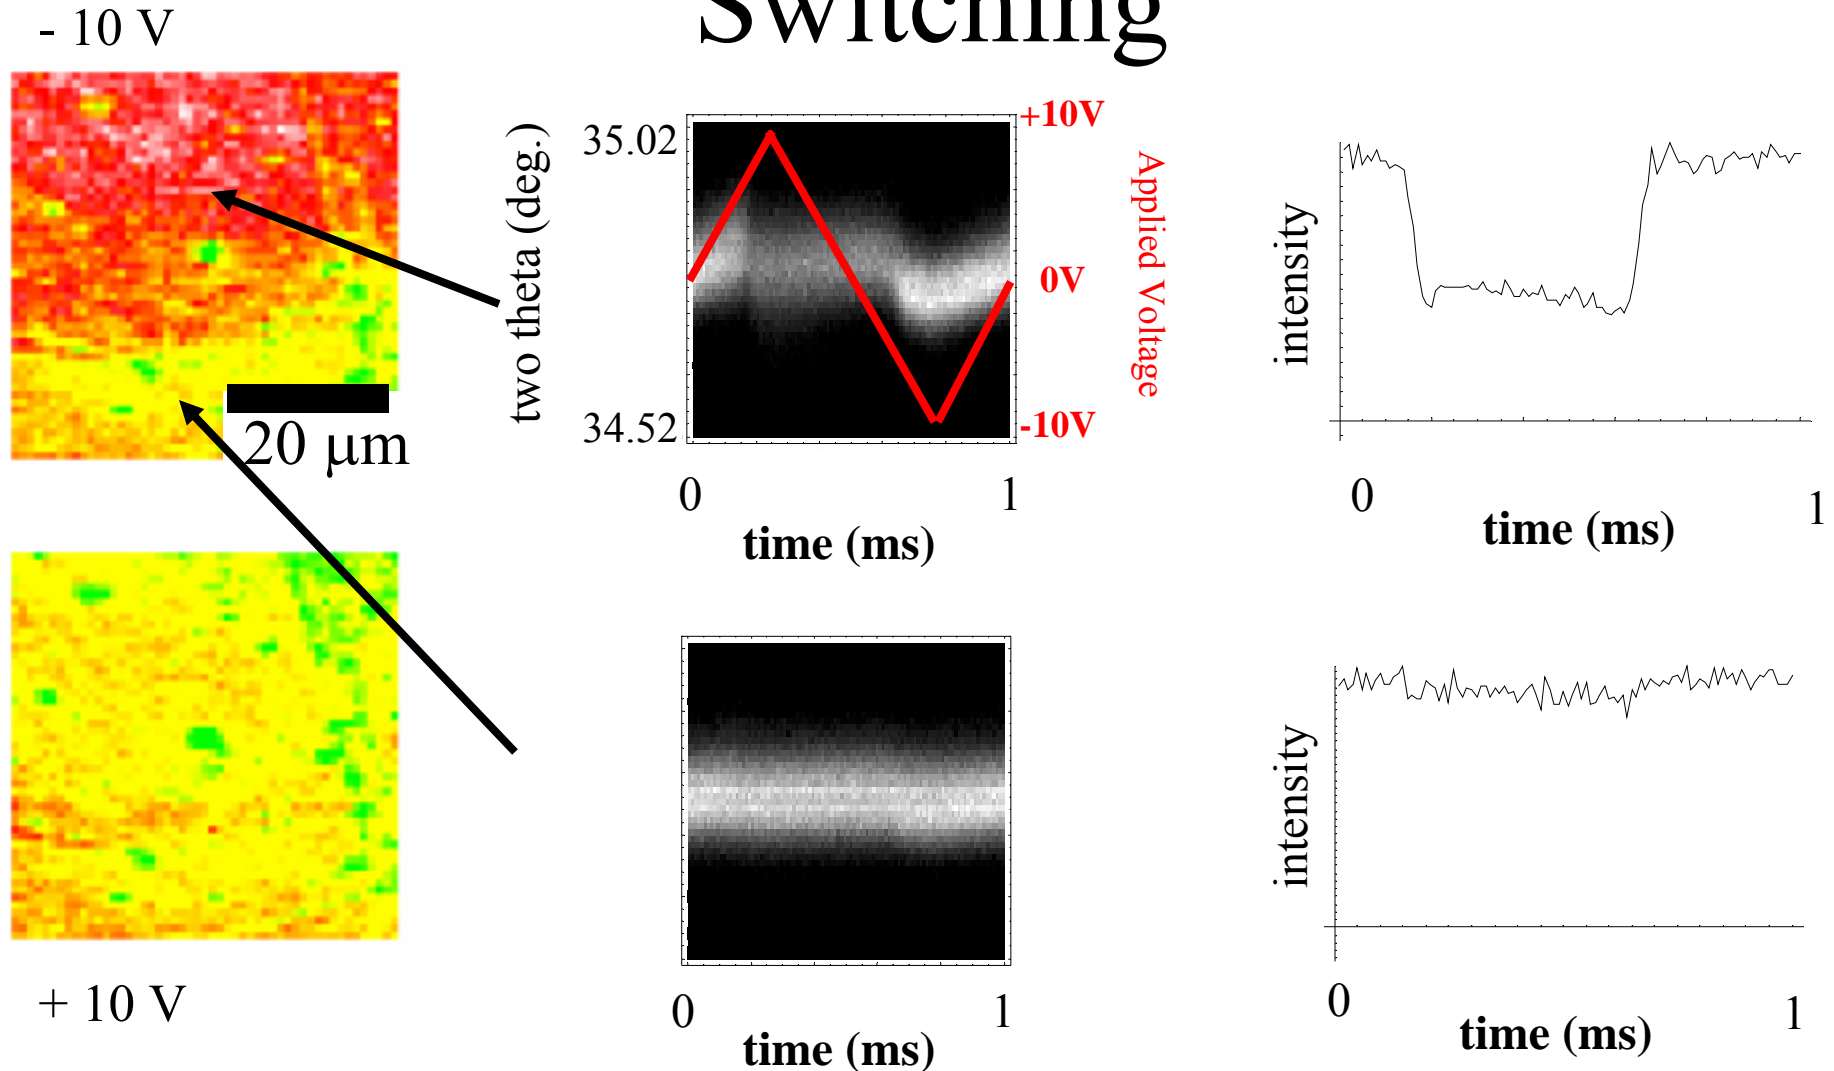 Switching
- 10 V
20 μm
+ 10 V
two theta (deg.)
35.02
34.52
+10V
0V
-10V
Applied Voltage
0
1
time (ms)
intensity
0
1
time (ms)
0
1
time (ms)
intensity
0
1
time (ms)